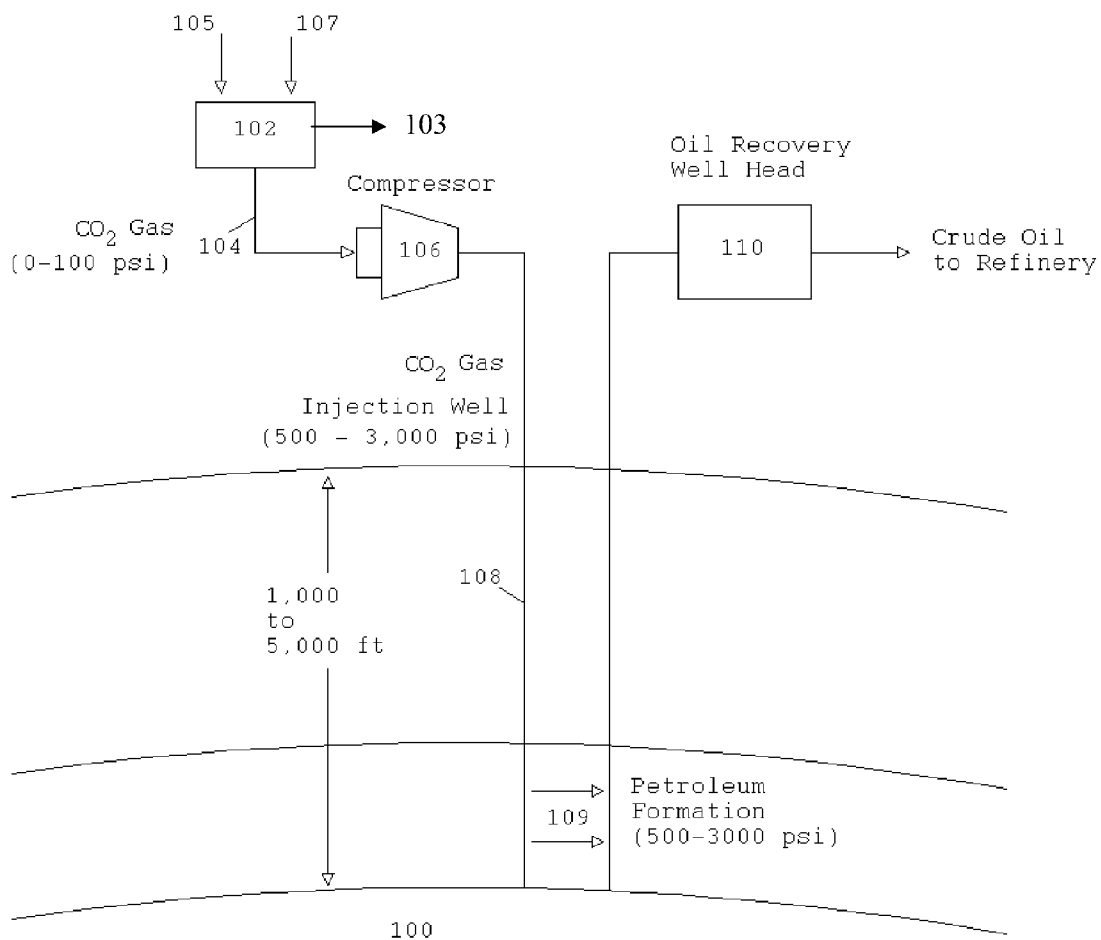 105
107
102
103
Oil Recovery
Well Head
Compressor
CO2 Gas
(0-100 psi)
104
106
110
Crude Oil
to Refinery
CO2 Gas
Injection Well
(500 - 3,000 psi)
108
1,000
to
5,000 ft
Petroleum
Formation
(500-3000 psi)
109
100